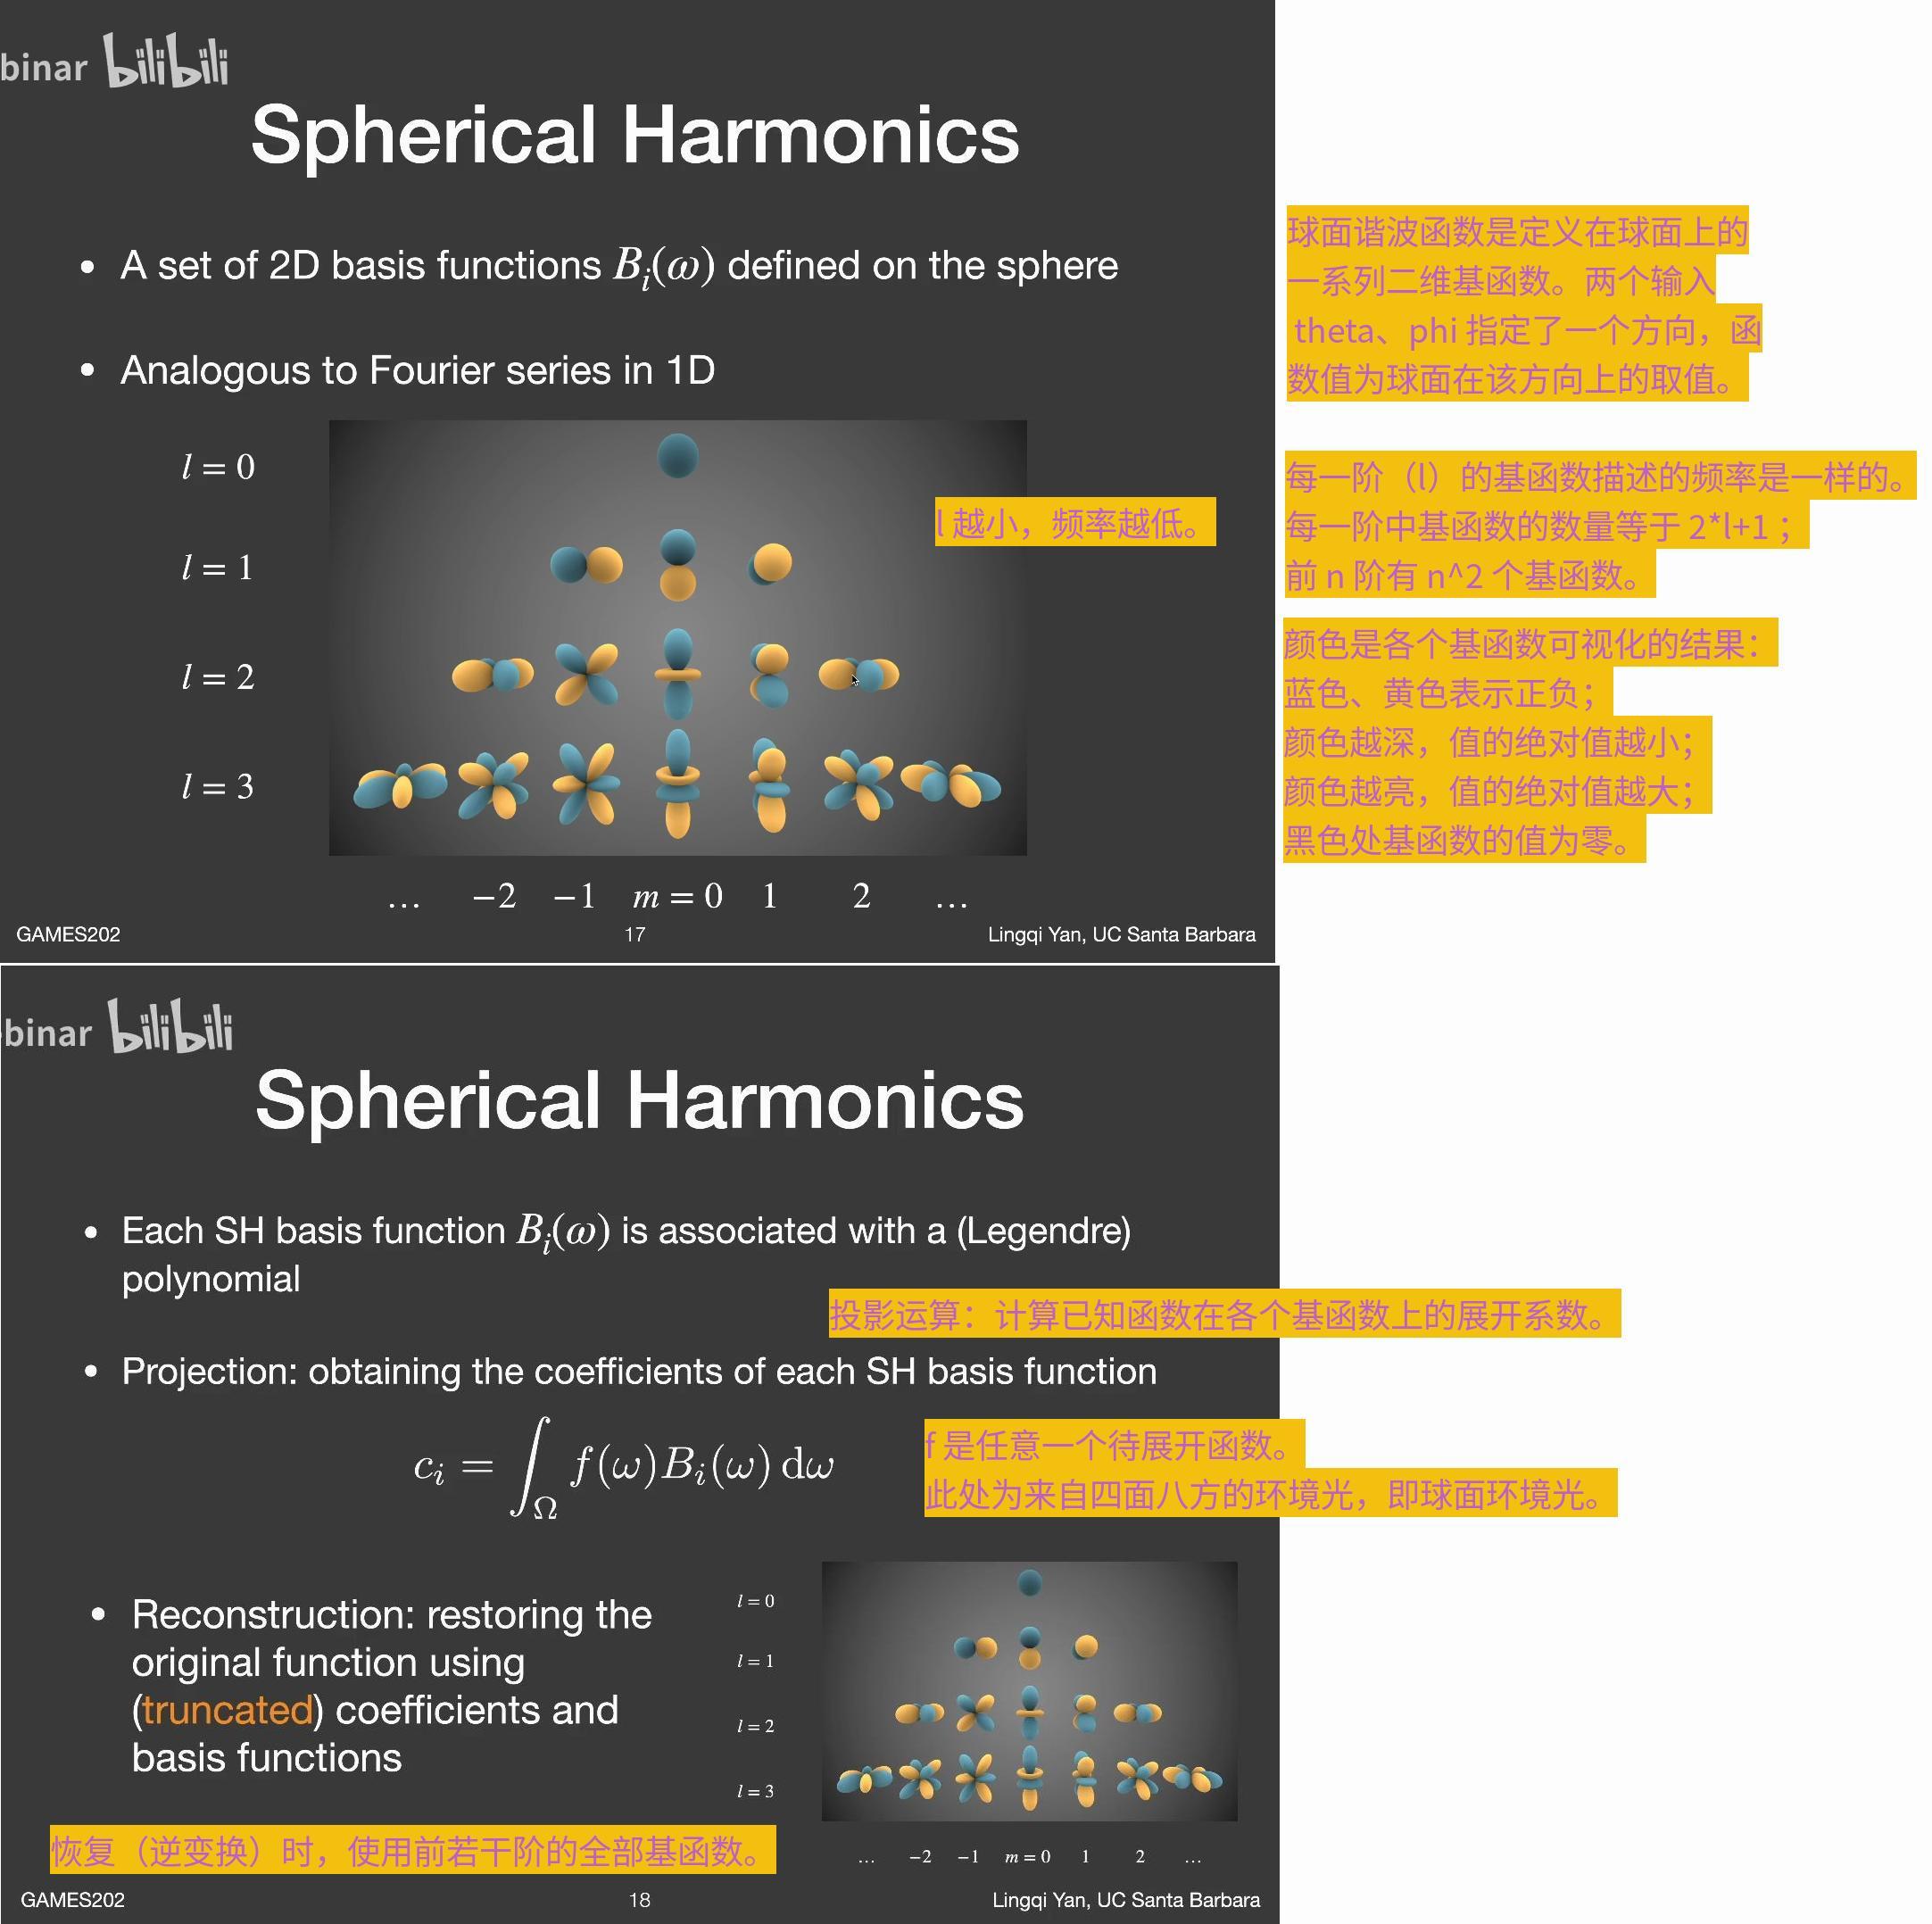 binar bilibili
Spherical Harmonics
• A set of 2D basis functions Bᵢ(ω) defined on the sphere
• Analogous to Fourier series in 1D
球面谐波函数是定义在球面上的
一系列二维基函数。两个输入
theta、phi 指定了一个方向，函
数值为球面在该方向上的取值。
l = 0
l 越小，频率越低。
l = 1
l = 2
l = 3
每一阶（l）的基函数描述的频率是一样的。
每一阶中基函数的数量等于 2*l+1；
前 n 阶有 n^2 个基函数。
颜色是各个基函数可视化的结果：
蓝色、黄色表示正负；
颜色越深，值的绝对值越小；
颜色越亮，值的绝对值越大；
黑色处基函数的值为零。
… −2 −1 m = 0 1 2 …
GAMES202 17 Lingqi Yan, UC Santa Barbara
binar bilibili
Spherical Harmonics
• Each SH basis function Bᵢ(ω) is associated with a (Legendre)
polynomial
投影运算：计算已知函数在各个基函数上的展开系数。
• Projection: obtaining the coefficients of each SH basis function
cᵢ = ∫_Ω f(ω)Bᵢ(ω) dω
f 是任意一个待展开函数。
此处为来自四面八方的环境光，即球面环境光。
• Reconstruction: restoring the
original function using
(truncated) coefficients and
basis functions
l = 0
l = 1
l = 2
l = 3
恢复（逆变换）时，使用前若干阶的全部基函数。
… −2 −1 m = 0 1 2 …
GAMES202 18 Lingqi Yan, UC Santa Barbara